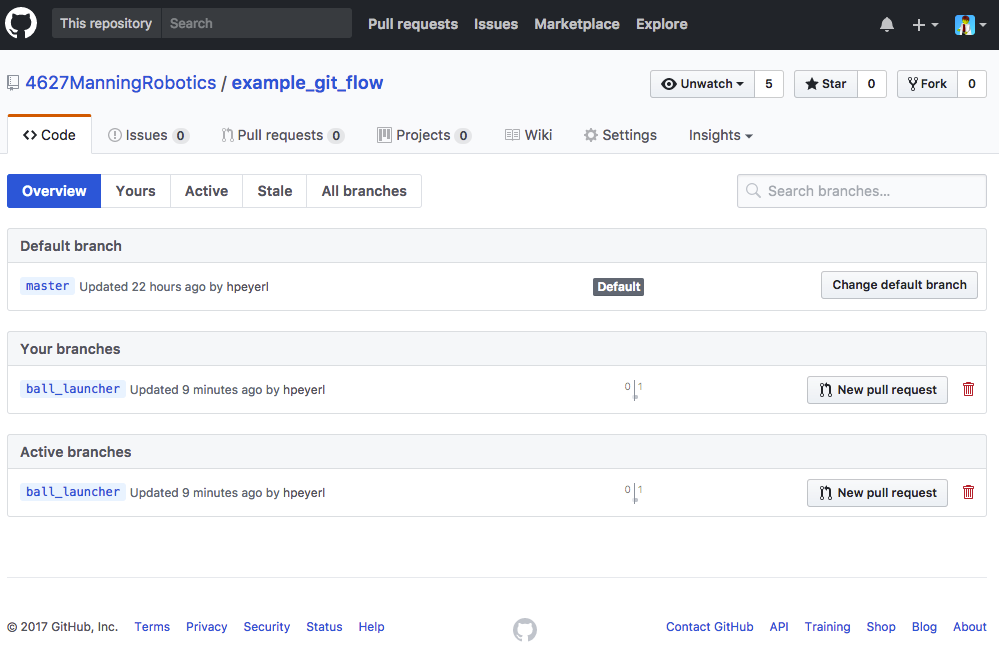 This repository Search Pull requests Issues Marketplace Explore
4627ManningRobotics / example_git_flow Unwatch 5 Star 0 Fork 0
Code Issues 0 Pull requests 0 Projects 0 Wiki Settings Insights
Overview Yours Active Stale All branches Search branches...
Default branch
master Updated 22 hours ago by hpeyerl Default Change default branch
Your branches
ball_launcher Updated 9 minutes ago by hpeyerl 0 1 New pull request
Active branches
ball_launcher Updated 9 minutes ago by hpeyerl 0 1 New pull request
© 2017 GitHub, Inc. Terms Privacy Security Status Help Contact GitHub API Training Shop Blog About